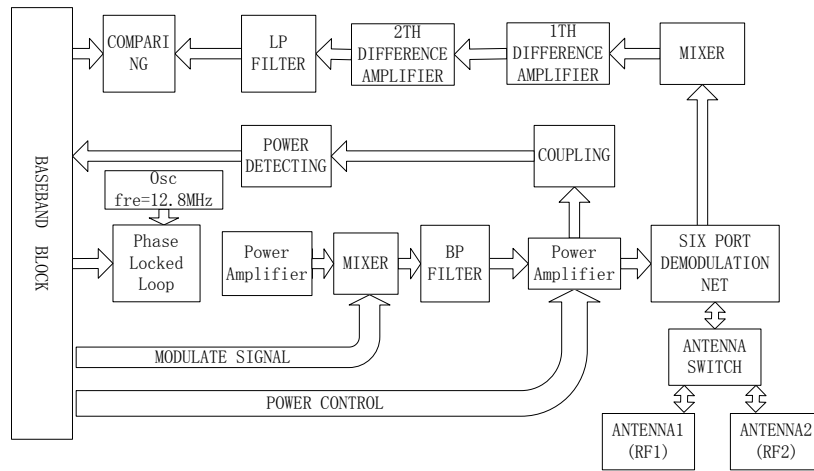 COMPARI
NG
LP
FILTER
2TH
DIFFERENCE
AMPLIFIER
1TH
DIFFERENCE
AMPLIFIER
MIXER
BASEBAND BLOCK
POWER
DETECTING
COUPLING
Osc
fre=12.8MHz
Phase
Locked
Loop
Power
Amplifier
MIXER
BP
FILTER
Power
Amplifier
SIX PORT
DEMODULATION
NET
MODULATE SIGNAL
ANTENNA
SWITCH
POWER CONTROL
ANTENNA1
(RF1)
ANTENNA2
(RF2)